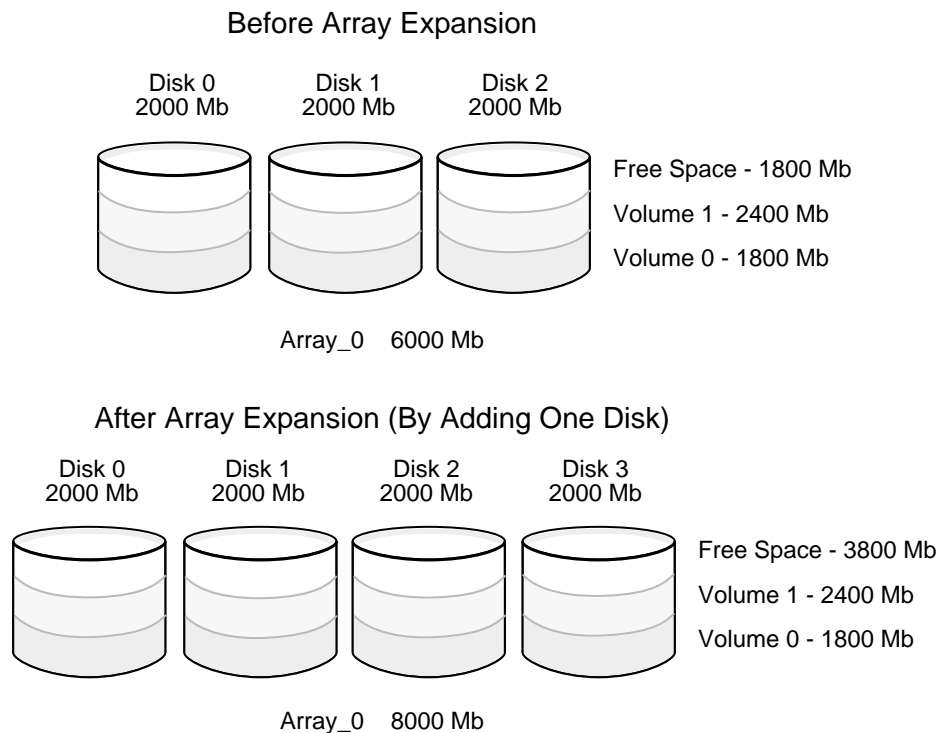 Before Array Expansion
Disk 0
2000 Mb
Disk 1
2000 Mb
Disk 2
2000 Mb
Free Space - 1800 Mb
Volume 1 - 2400 Mb
Volume 0 - 1800 Mb
Array_0 6000 Mb
After Array Expansion (By Adding One Disk)
Disk 0
2000 Mb
Disk 1
2000 Mb
Disk 2
2000 Mb
Disk 3
2000 Mb
Free Space - 3800 Mb
Volume 1 - 2400 Mb
Volume 0 - 1800 Mb
Array_0 8000 Mb